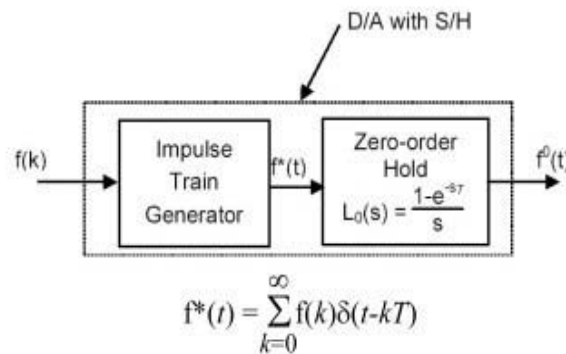 D/A with S/H
f(k)
Impulse
Train
Generator
f*(t)
Zero-order
Hold
L₀(s) = 1-e^-sT / s
f⁰(t)
f*(t) = ∞∑k=0 f(k)δ(t-kT)